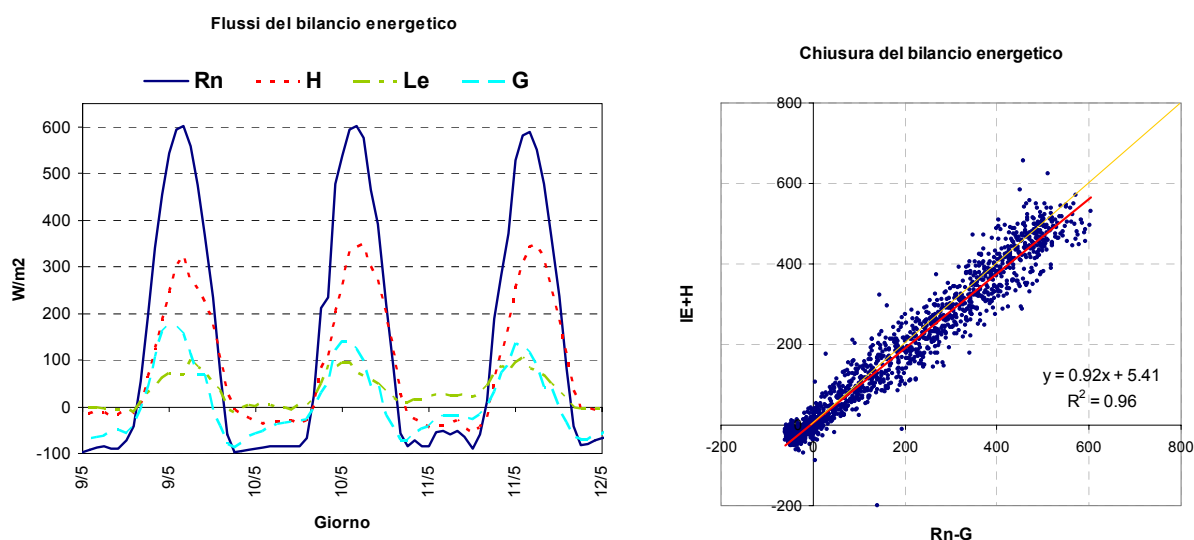 Flussi del bilancio energetico
Rn H Le G
600
500
400
300
200
100
0
-100
W/m2
9/5 9/5 10/5 10/5 11/5 11/5 12/5
Giorno
Chiusura del bilancio energetico
800
600
400
200
-200
IE+H
-200 0 200 400 600 800
y = 0.92x + 5.41
R2 = 0.96
Rn-G